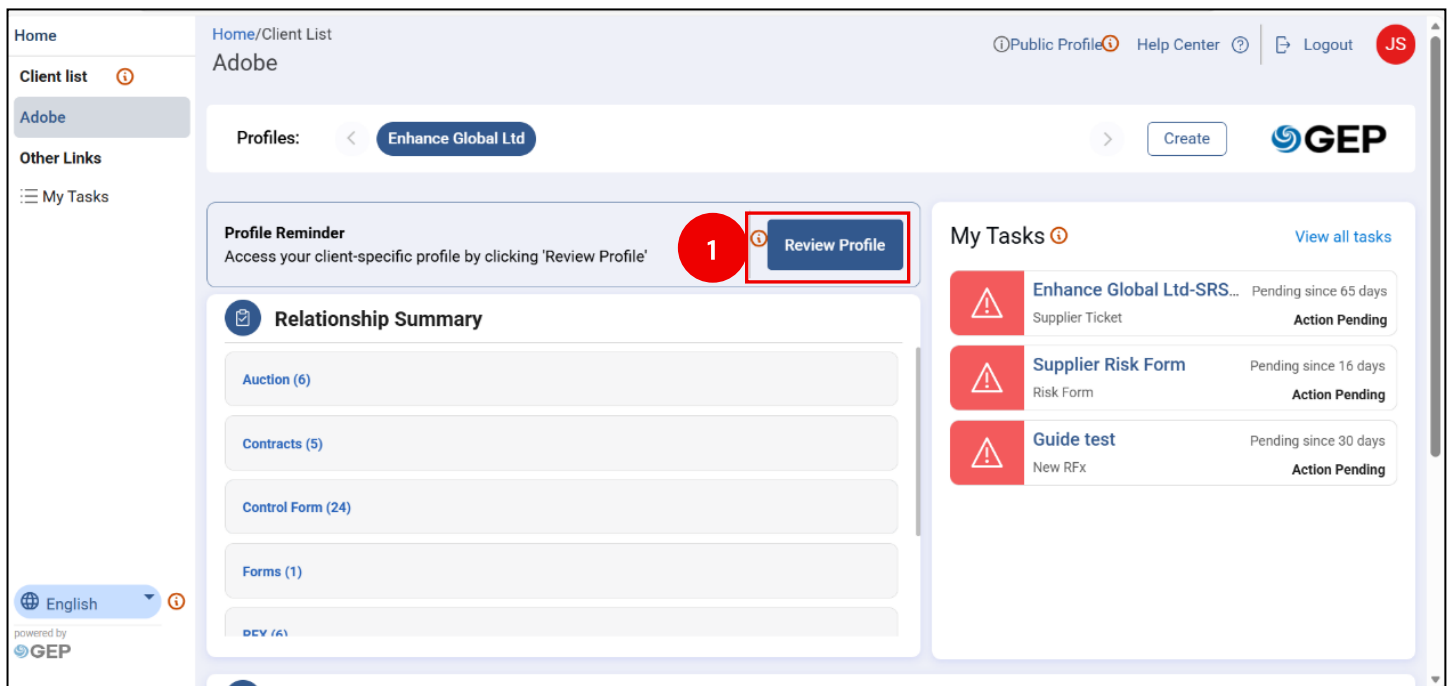 Home
Client list
Adobe
Other Links
My Tasks
English
powered by
GEP
Home/Client List
Adobe
Public Profile
Help Center
Logout
JS
Profiles:
Enhance Global Ltd
Create
GEP
Profile Reminder
Access your client-specific profile by clicking 'Review Profile'
1
Review Profile
Relationship Summary
Auction (6)
Contracts (5)
Control Form (24)
Forms (1)
RFX (6)
My Tasks
View all tasks
Enhance Global Ltd-SRS... Pending since 65 days
Supplier Ticket Action Pending
Supplier Risk Form Pending since 16 days
Risk Form Action Pending
Guide test Pending since 30 days
New RFx Action Pending